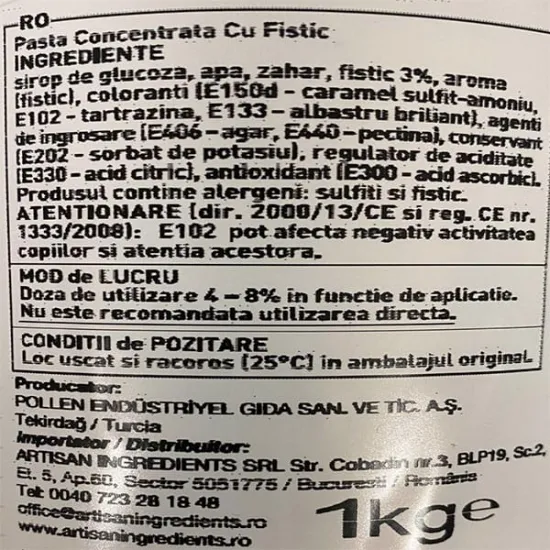 RO
Pasta Concentrata Cu Fistic
INGREDIENTE
sirop de glucoza, apa, zahar, fistic 3%, aroma
(fistic), coloranti (E150d - caramel sulfit-amoniu,
E102 - tartrazina, E133 - albastru briliant), agenti
de ingrosare (E406 - agar, E440 - pectina), conservant
(E202 - sorbat de potasiu), regulator de aciditate
(E330 - acid citric), antioxidant (E300 - acid ascorbic).
Produsul contine alergeni: sulfiti si fistic.
ATENTIONARE (dir. 2000/13/CE si reg. CE nr.
1333/2008): E102 pot afecta negativ activitatea
copiilor si atentia acestora.
MOD de LUCRU
Doza de utilizare 4 - 8% in functie de aplicatie.
Nu este recomandata utilizarea directa.
CONDITII de POZITARE
Loc uscat si racoros (25°C) in ambalajul original.
Producator:
POLLEN ENDÜSTRİYEL GIDA SAN. VE TİC. A.Ş.
Tekirdağ / Turcia
Importator / Distribuitor:
ARTISAN INGREDIENTS SRL Str. Cobadin nr.3, BLP19, Sc.2,
Et. 5, Ap.60, Sector 5051775 / Bucuresti / România
Tel: 0040 723 28 18 48
office@artisaningredients.ro
www.artisaningredients.ro
1kg e